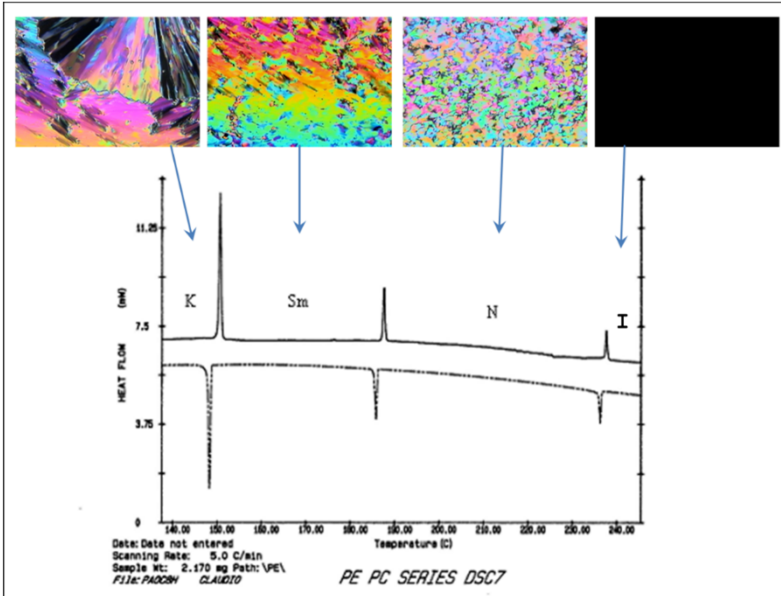 K
Sm
N
I
HEAT FLOW (mW)
11.25
7.5
3.75
0
140.00 150.00 160.00 170.00 180.00 190.00 200.00 210.00 220.00 230.00 240.00
Temperature (C)
Date: Date not entered
Scanning Rate: 5.0 C/min
Sample Wt: 2.170 mg Path: \PE\
File: PAOC8H CLAUDIO
PE PC SERIES DSC7